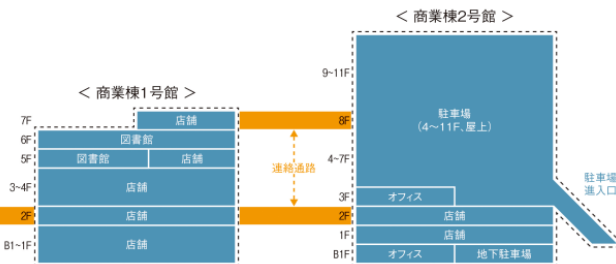 ＜ 商業棟2号館 ＞
9~11F
＜ 商業棟1号館 ＞
駐車場
(4〜11F、屋上)
7F
店舗
8F
6F
図書館
5F
図書館
店舗
連絡通路
4~7F
駐車場
進入口
3~4F
店舗
3F
オフィス
2F
店舗
2F
店舗
1F
店舗
B1~1F
店舗
B1F
オフィス
地下駐車場